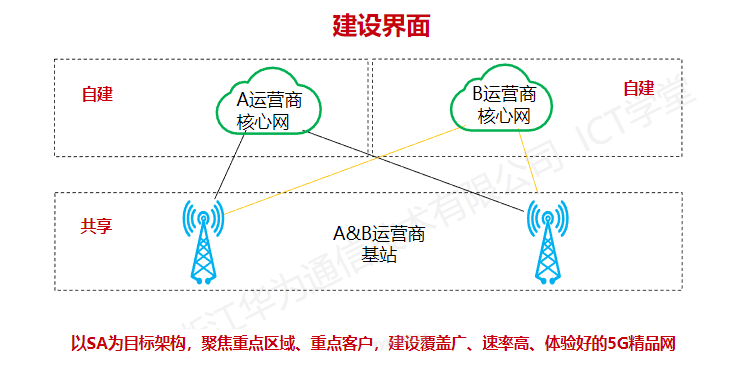 建设界面
自建
A运营商
核心网
B运营商
核心网
自建
共享
A&B运营商
基站
浙江华为通信技术有限公司 ICT学堂
以SA为目标架构，聚焦重点区域、重点客户，建设覆盖广、速率高、体验好的5G精品网